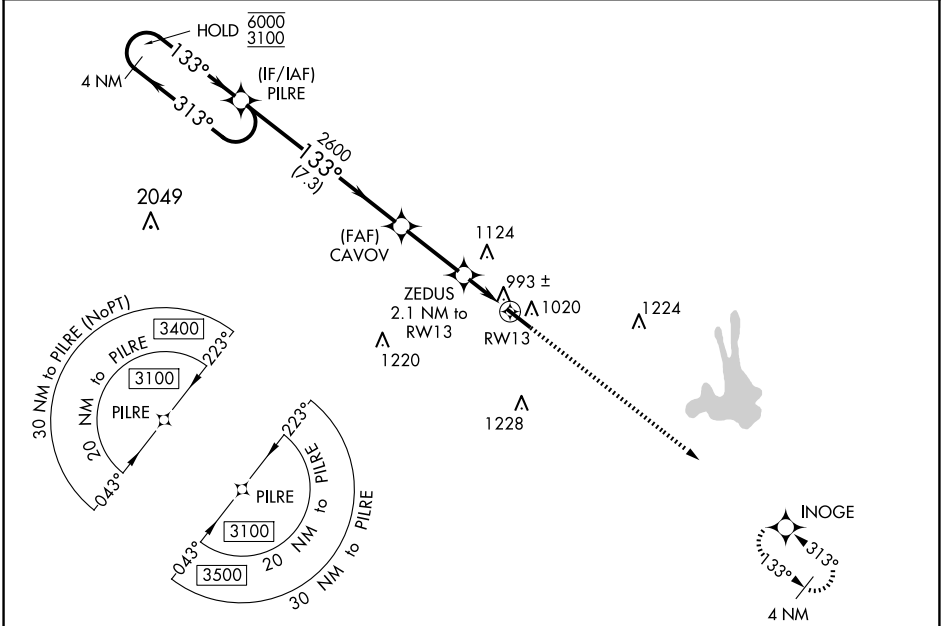 HOLD 6000
3100
133°
4 NM
313°
(IF/IAF)
PILRE
2600
133°
(7.3)
2049
(FAF)
CAVOV
1124
ZEDUS
2.1 NM to
RW13
993 ±
1020
RW13
1224
1220
1228
30 NM to PILRE (NoPT)
3400
20 NM to PILRE
3100
223°
PILRE
043°
223°
PILRE
3100
20 NM to PILRE
043°
3500
30 NM to PILRE
INOGE
313°
133°
4 NM